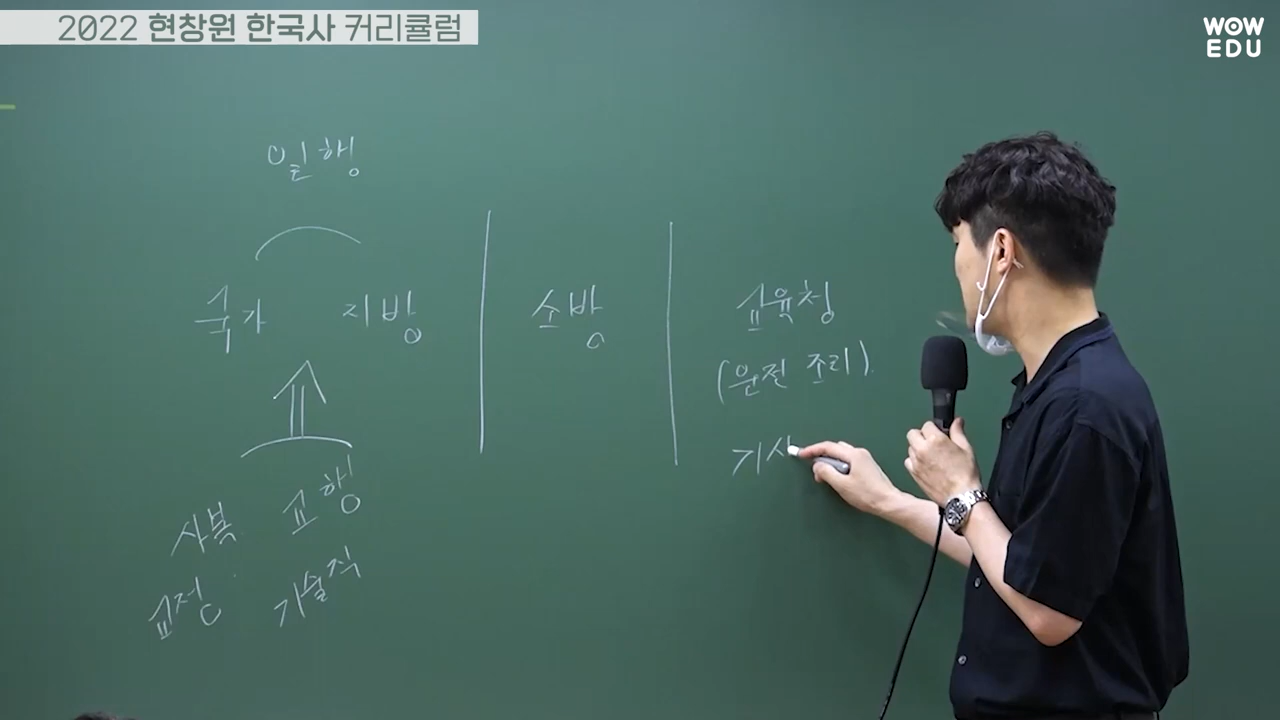 2022 현창원 한국사 커리큘럼
WOW
EDU
일행
국가 지방
소방
교육청
(운전 조리)
기사
사복 교행
교정 기술직